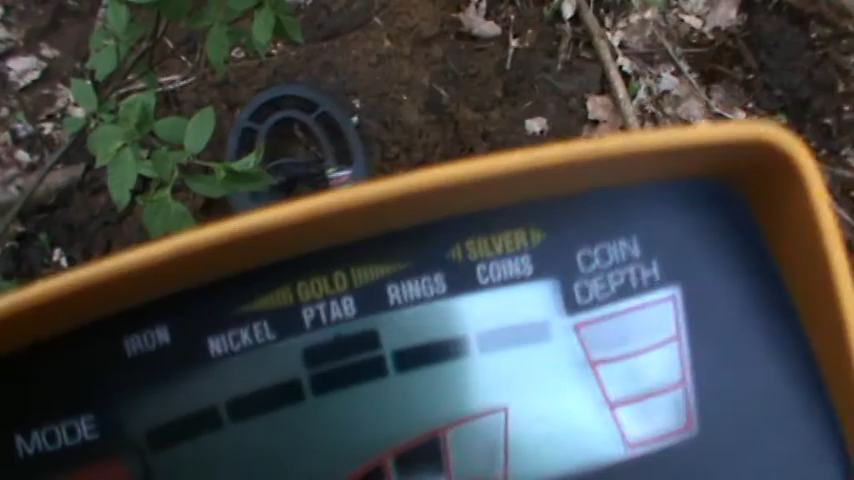 SILVER
GOLD
COIN
DEPTH
IRON
NICKEL
PTAB
RINGS
COINS
MODE